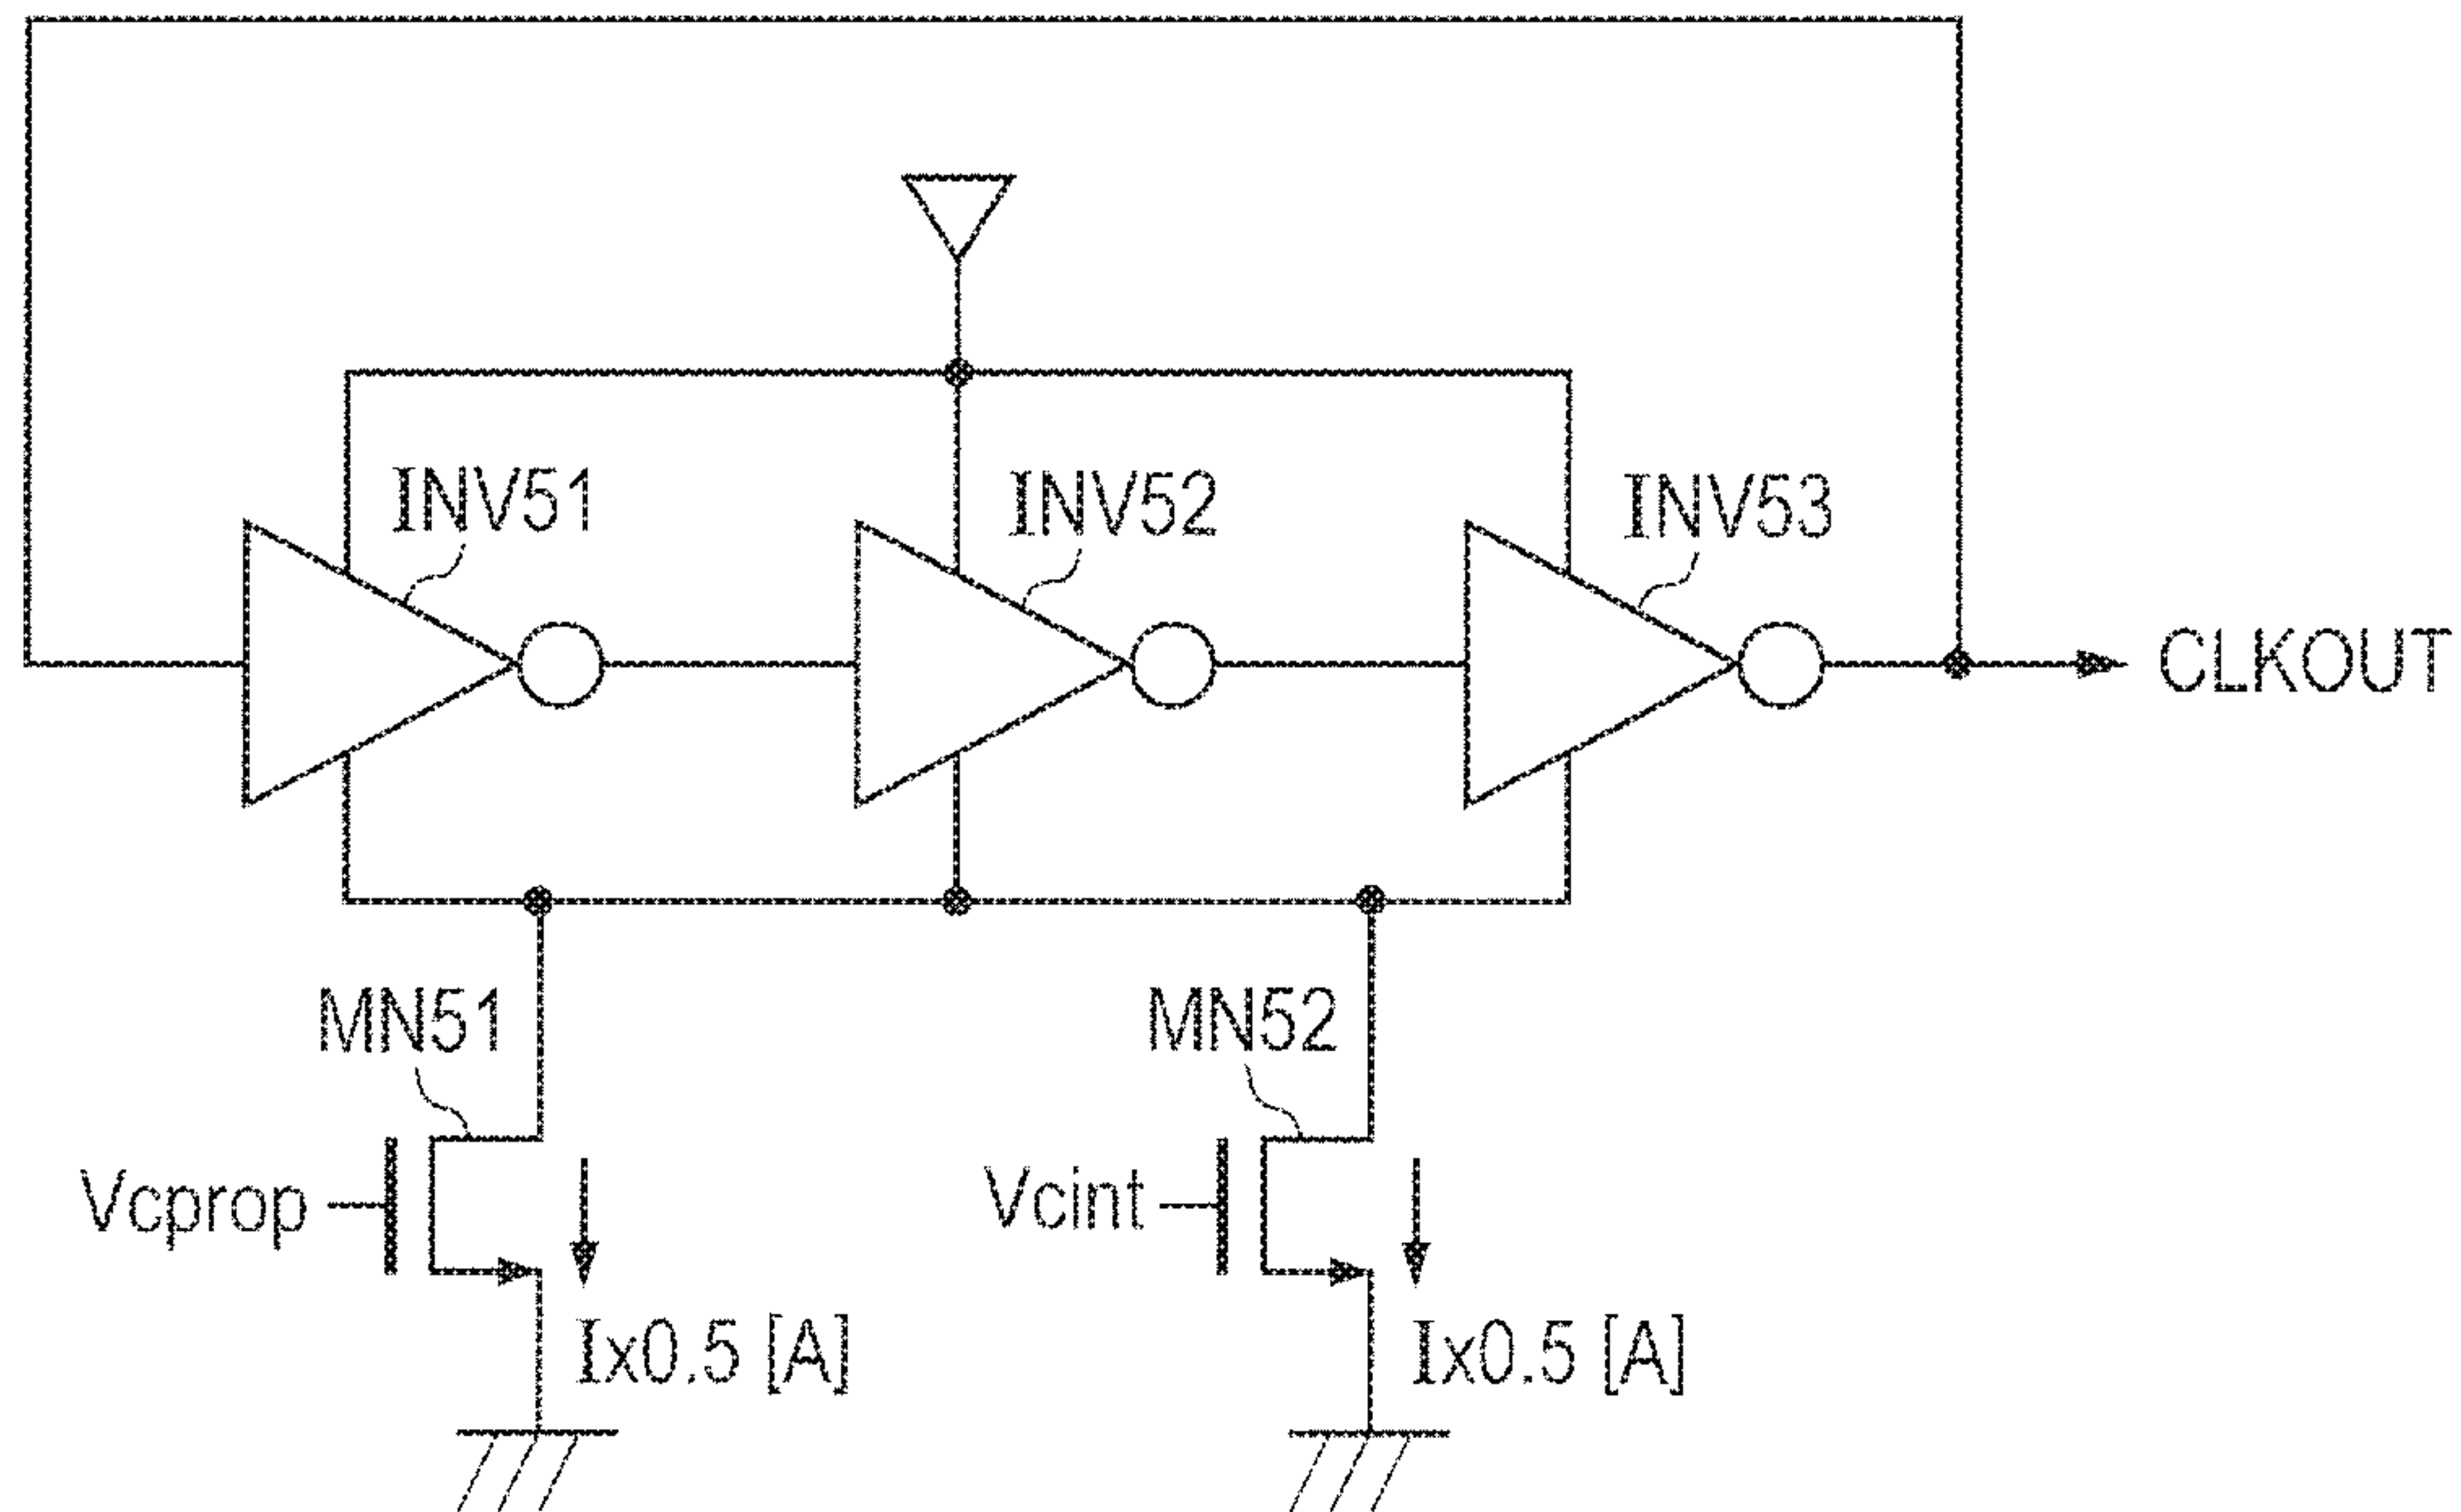 INV51
INV52
INV53
CLKOUT
MN51
MN52
Vcprop
Vcint
Ix0.5 [A]
Ix0.5 [A]